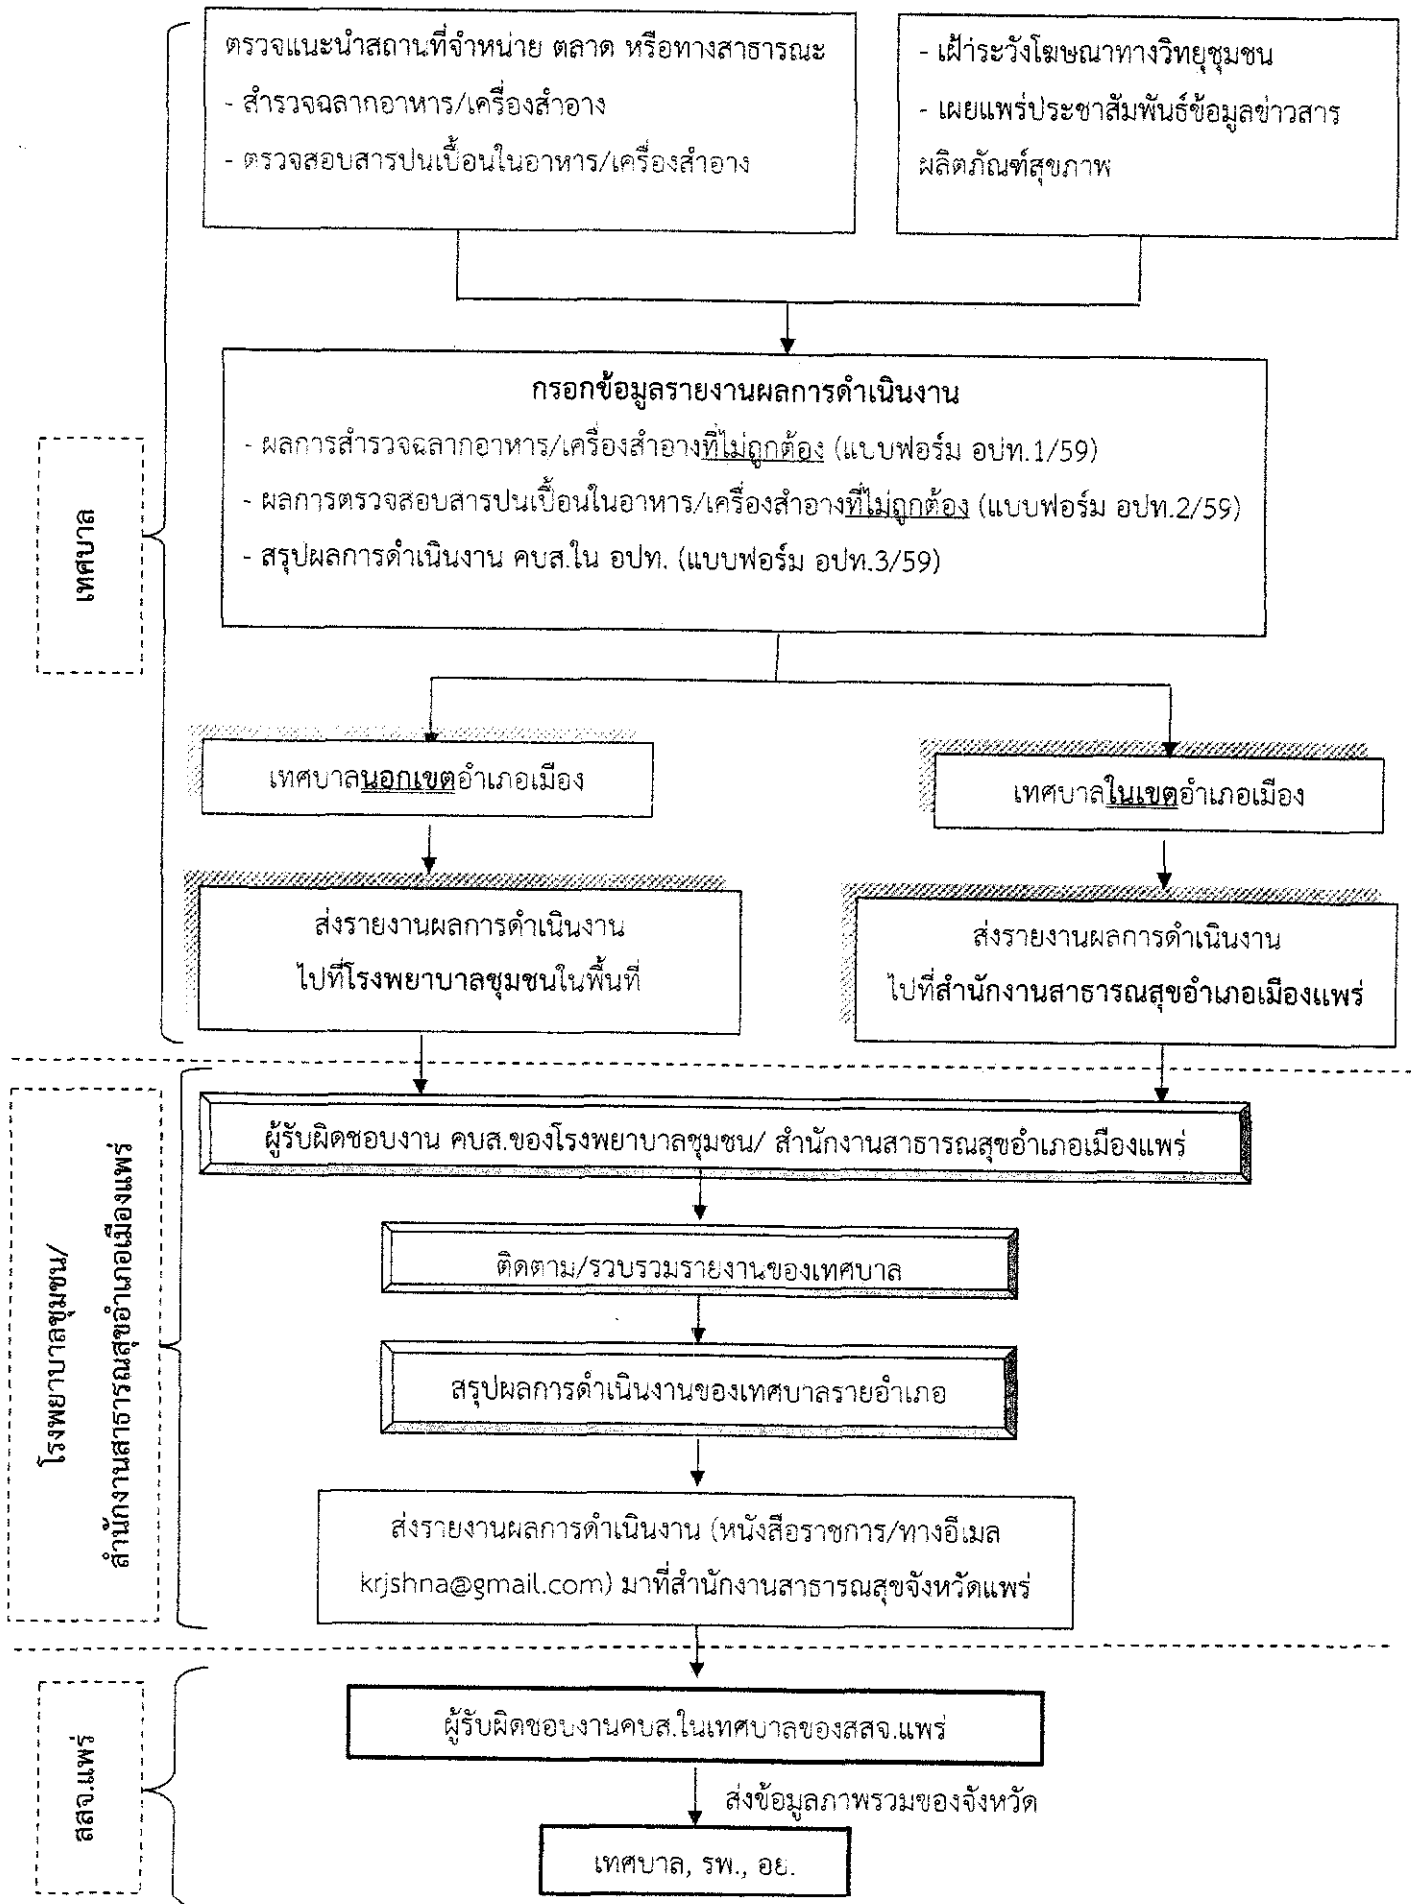 ตรวจแนะนำสถานที่จำหน่าย ตลาด หรือทางสาธารณะ
- สำรวจฉลากอาหาร/เครื่องสำอาง
- ตรวจสอบสารปนเปื้อนในอาหาร/เครื่องสำอาง
- เฝ้าระวังโฆษณาทางวิทยุชุมชน
- เผยแพร่ประชาสัมพันธ์ข้อมูลข่าวสาร
ผลิตภัณฑ์สุขภาพ
เทศบาล
กรอกข้อมูลรายงานผลการดำเนินงาน
- ผลการสำรวจฉลากอาหาร/เครื่องสำอางที่ไม่ถูกต้อง (แบบฟอร์ม อปท.1/59)
- ผลการตรวจสอบสารปนเปื้อนในอาหาร/เครื่องสำอางที่ไม่ถูกต้อง (แบบฟอร์ม อปท.2/59)
- สรุปผลการดำเนินงาน คบส.ใน อปท. (แบบฟอร์ม อปท.3/59)
เทศบาลนอกเขตอำเภอเมือง
เทศบาลในเขตอำเภอเมือง
ส่งรายงานผลการดำเนินงาน
ไปที่โรงพยาบาลชุมชนในพื้นที่
ส่งรายงานผลการดำเนินงาน
ไปที่สำนักงานสาธารณสุขอำเภอเมืองแพร่
โรงพยาบาลชุมชน/
สำนักงานสาธารณสุขอำเภอเมืองแพร่
ผู้รับผิดชอบงาน คบส.ของโรงพยาบาลชุมชน/ สำนักงานสาธารณสุขอำเภอเมืองแพร่
ติดตาม/รวบรวมรายงานของเทศบาล
สรุปผลการดำเนินงานของเทศบาลรายอำเภอ
ส่งรายงานผลการดำเนินงาน (หนังสือราชการ/ทางอีเมล
krjshna@gmail.com) มาที่สำนักงานสาธารณสุขจังหวัดแพร่
สสจ.แพร่
ผู้รับผิดชอบงานคบส.ในเทศบาลของสสจ.แพร่
ส่งข้อมูลภาพรวมของจังหวัด
เทศบาล, รพ., อย.